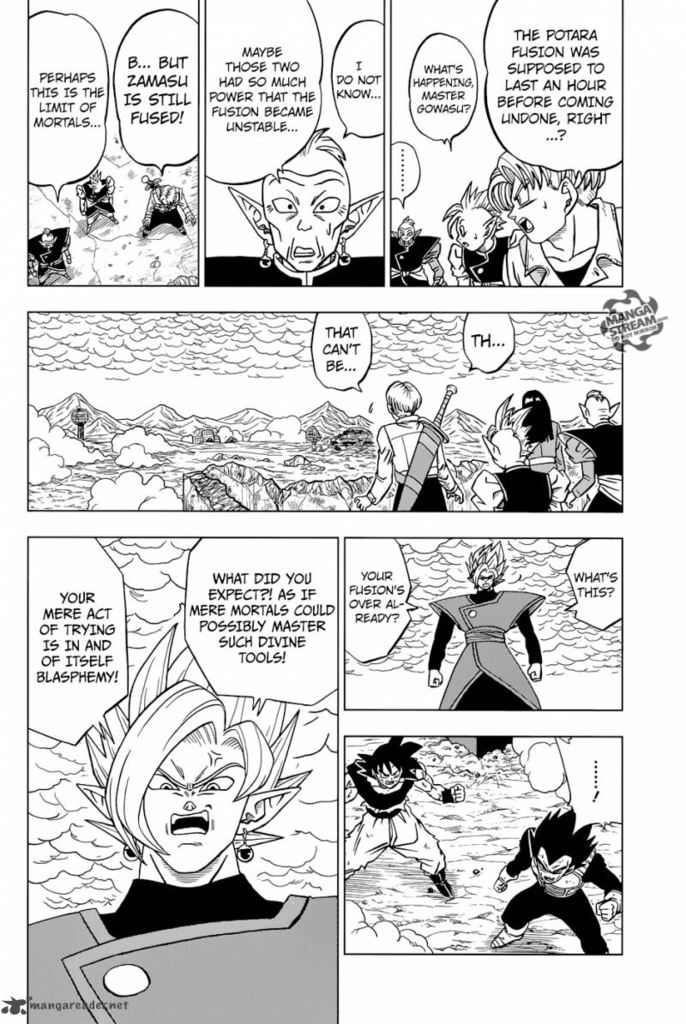 THE POTARA
FUSION WAS
SUPPOSED TO
LAST AN HOUR
BEFORE COMING
UNDONE, RIGHT
...?
WHAT'S
HAPPENING,
MASTER
GOWASU?
......
I
DO NOT
KNOW...
MAYBE
THOSE TWO
HAD SO MUCH
POWER THAT THE
FUSION BECAME
UNSTABLE...
B... BUT
ZAMASU
IS STILL
FUSED!
PERHAPS
THIS IS THE
LIMIT OF
MORTALS...
MANGA
STREAM.com
DO NOT MIRROR
TH...
THAT
CAN'T
BE...
WHAT'S
THIS?
YOUR
FUSION'S
OVER AL-
READY?
......!
WHAT DID YOU
EXPECT?! AS IF
MERE MORTALS COULD
POSSIBLY MASTER
SUCH DIVINE
TOOLS!
YOUR
MERE ACT
OF TRYING
IS IN AND
OF ITSELF
BLASPHEMY!
mangareader.net